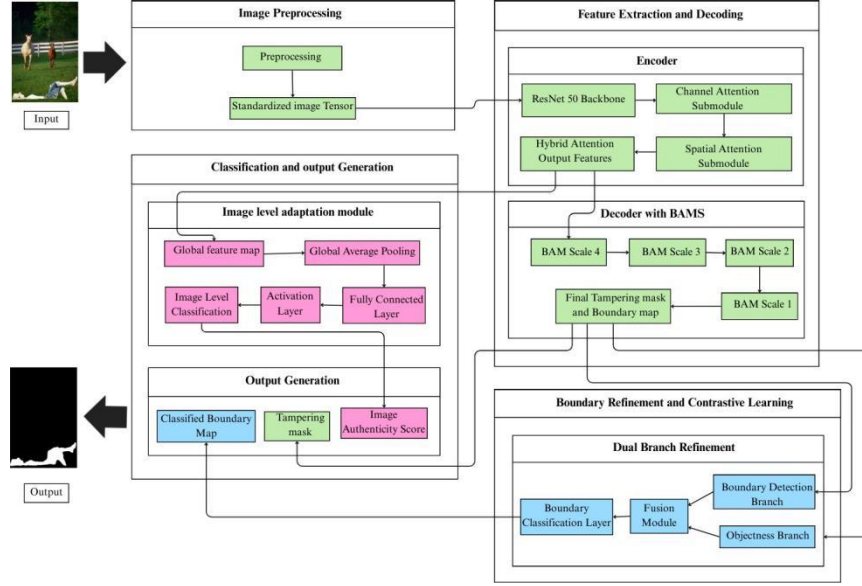 Image Preprocessing
Preprocessing
Standardized image Tensor
Input
Feature Extraction and Decoding
Encoder
ResNet 50 Backbone
Channel Attention
Submodule
Hybrid Attention
Output Features
Spatial Attention
Submodule
Decoder with BAMS
BAM Scale 4
BAM Scale 3
BAM Scale 2
Final Tampering mask
and Boundary map
BAM Scale 1
Classification and output Generation
Image level adaptation module
Global feature map
Global Average Pooling
Image Level
Classification
Activation
Layer
Fully Connected
Layer
Output Generation
Classified Boundary
Map
Tampering
mask
Image
Authenticity Score
Output
Boundary Refinement and Contrastive Learning
Dual Branch Refinement
Boundary
Classification Layer
Fusion
Module
Boundary Detection
Branch
Objectness Branch